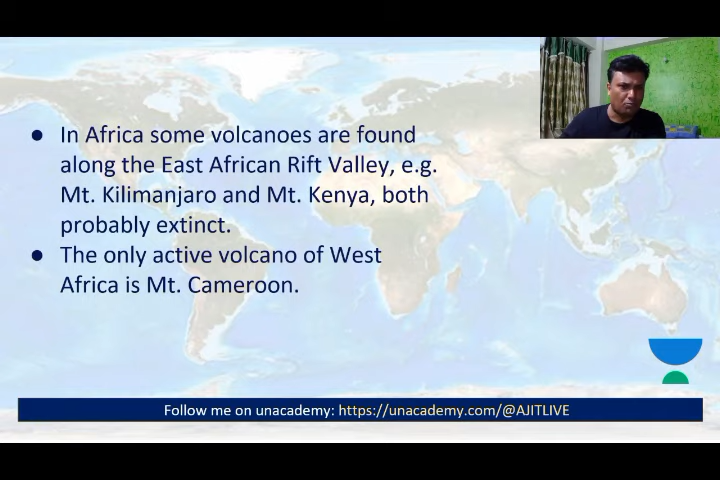 ● In Africa some volcanoes are found
along the East African Rift Valley, e.g.
Mt. Kilimanjaro and Mt. Kenya, both
probably extinct.
● The only active volcano of West
Africa is Mt. Cameroon.
Follow me on unacademy: https://unacademy.com/@AJITLIVE